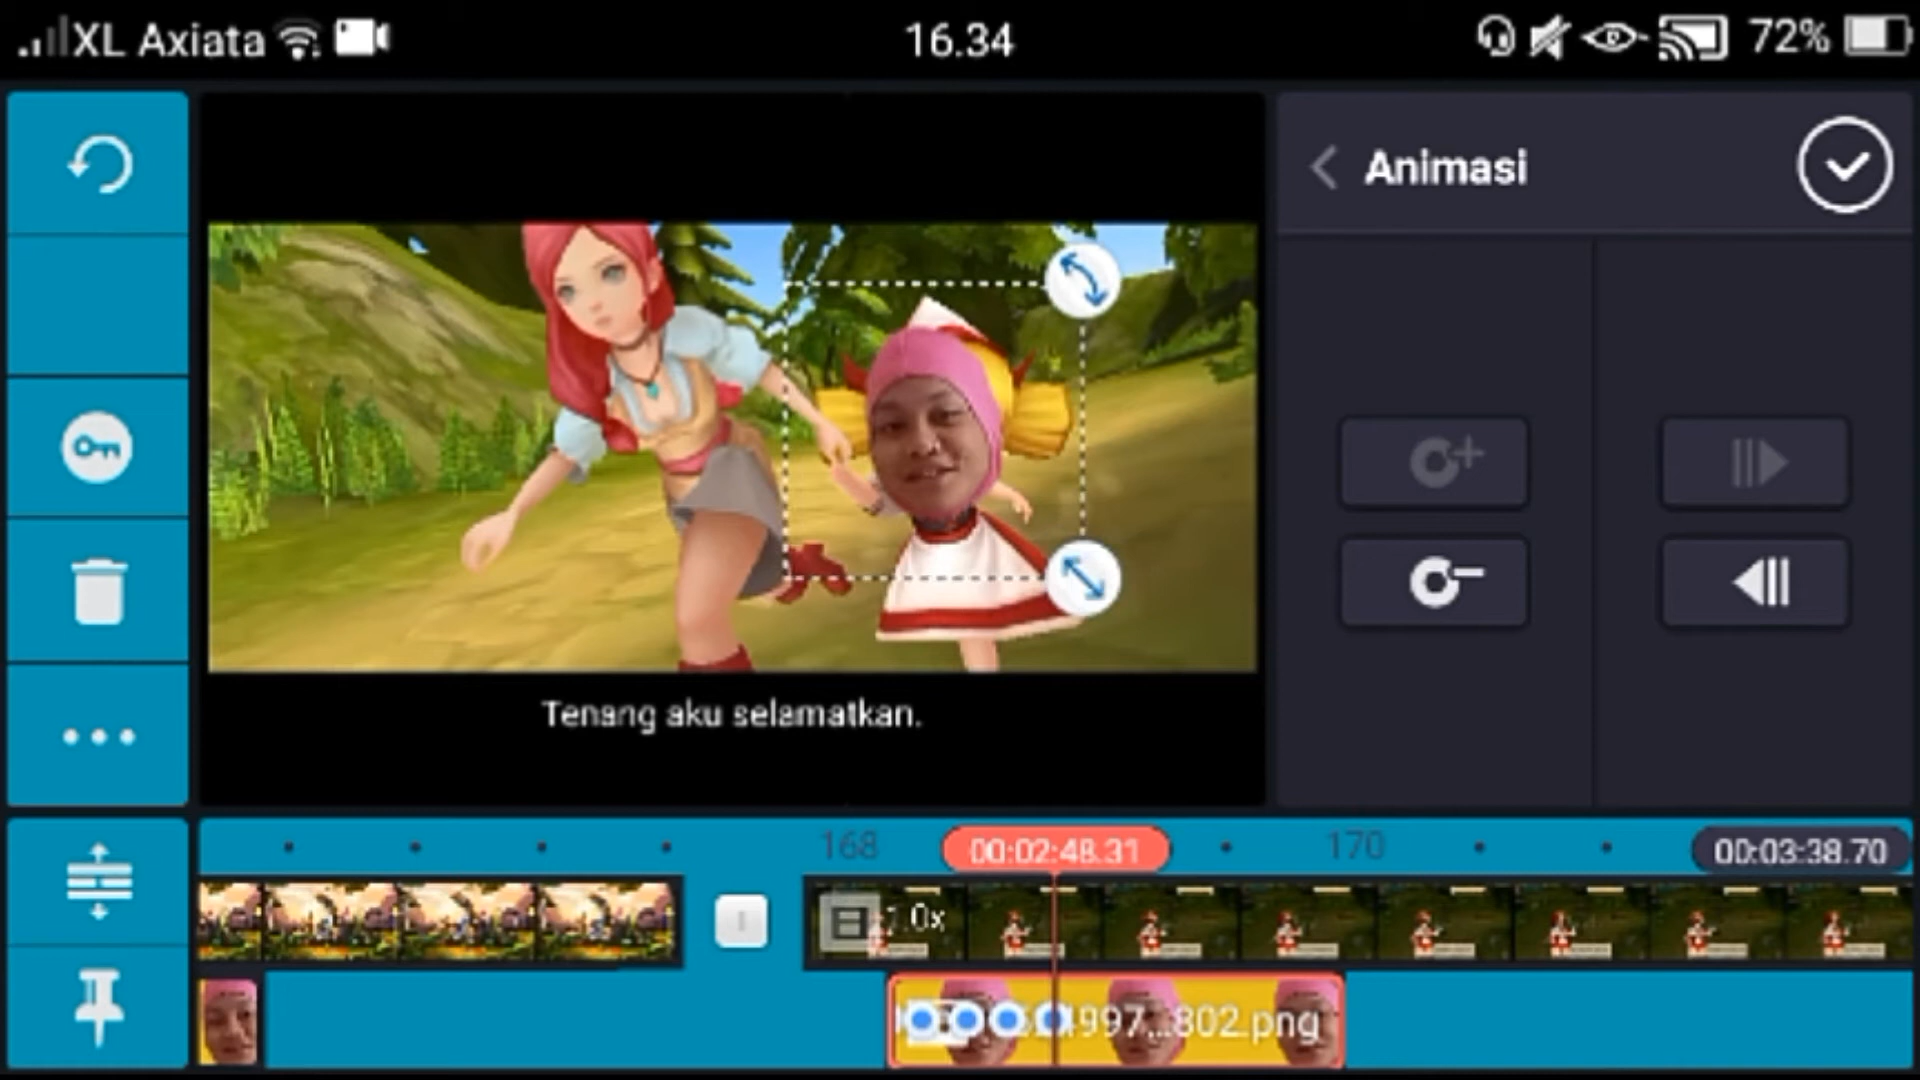 XL Axiata 16.34 72%
Animasi
Tenang aku selamatkan.
168 00:02:48.31 170 00:03:38.70
1.0x
997...802.png